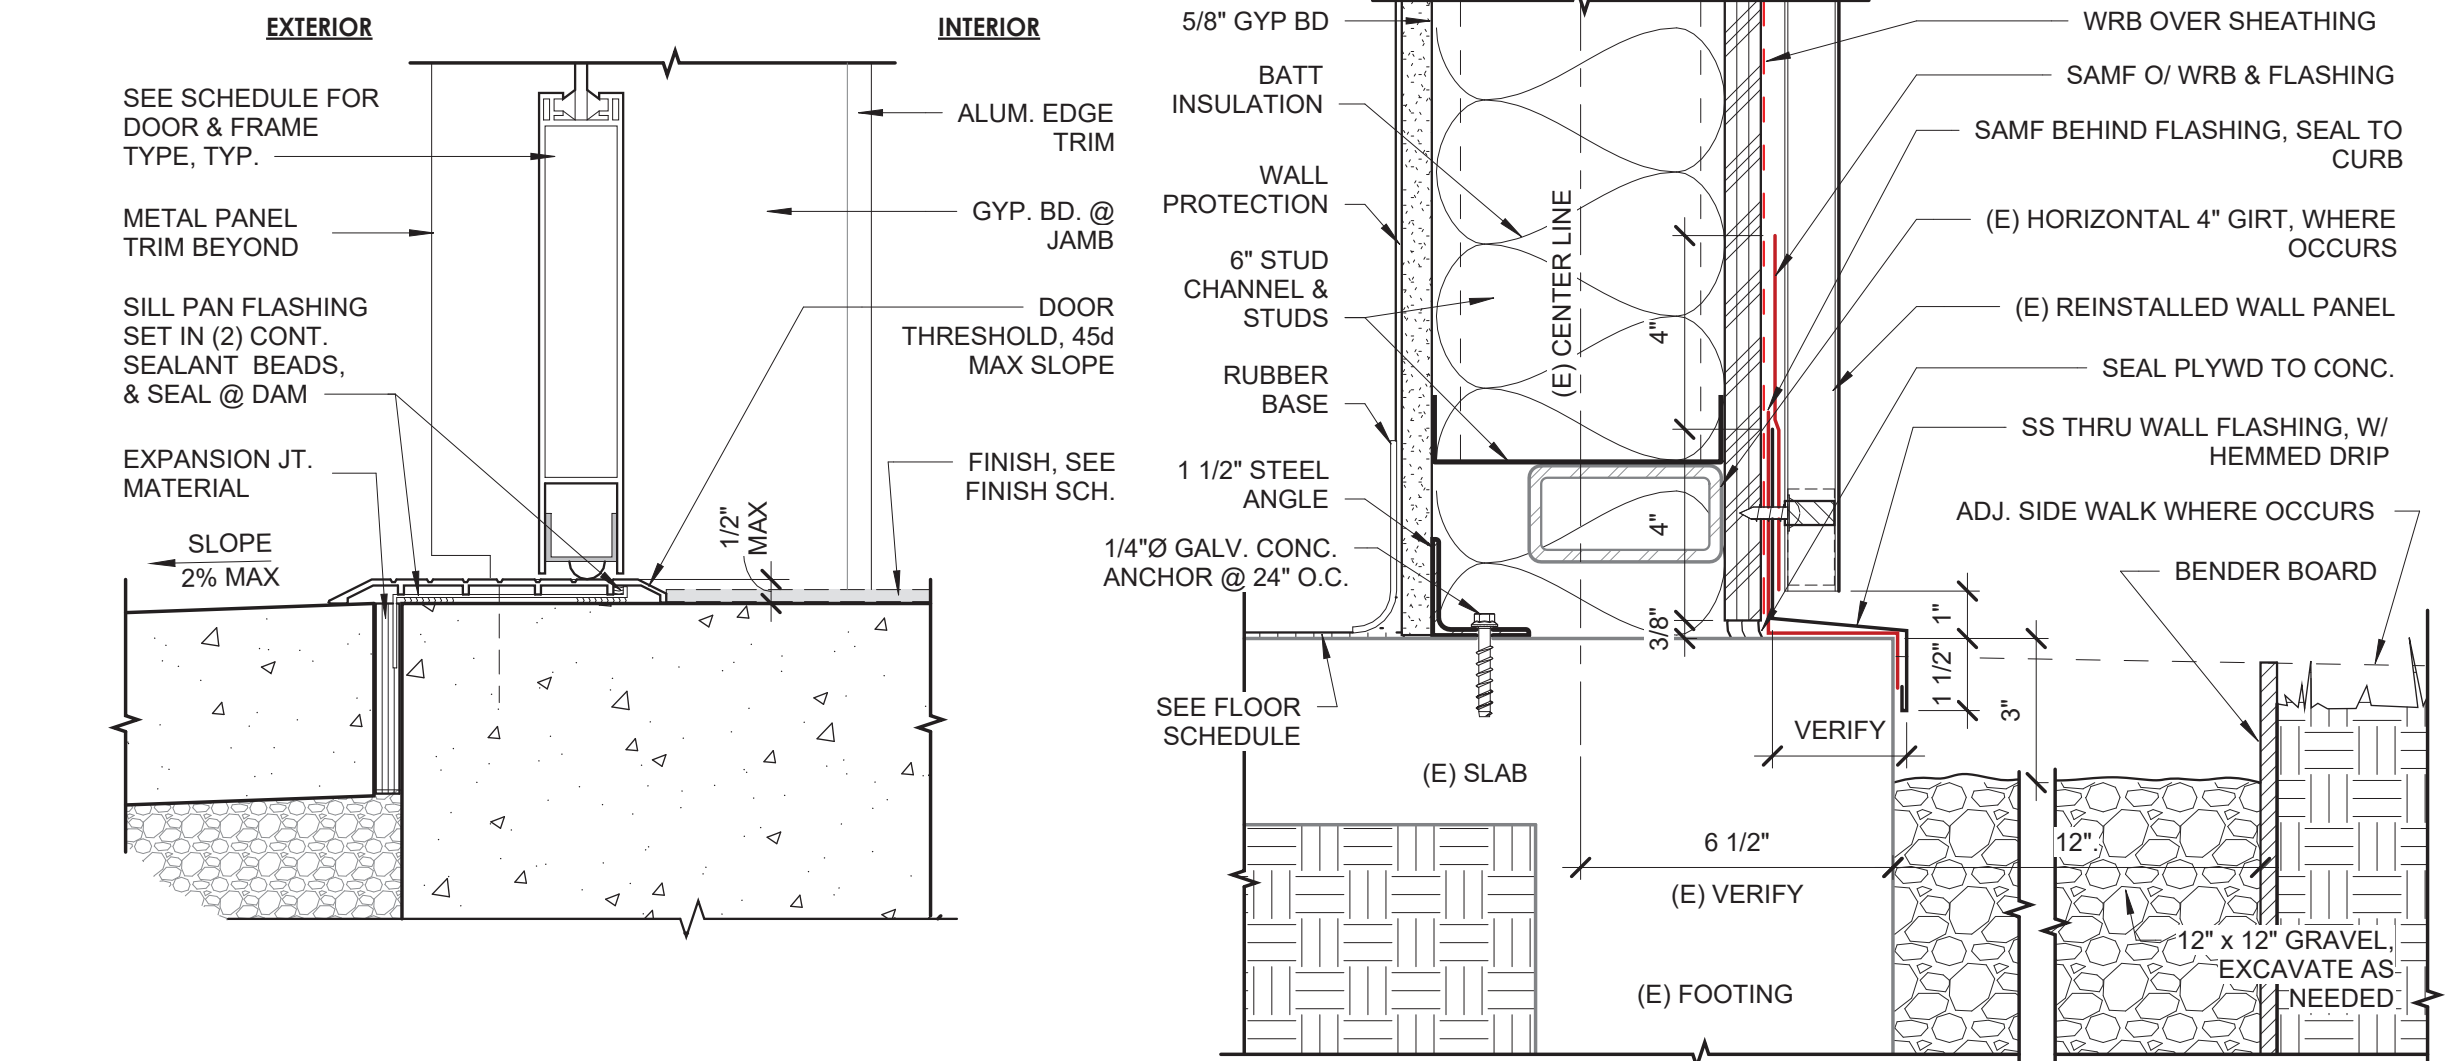 EXTERIOR
INTERIOR
SEE SCHEDULE FOR
DOOR & FRAME
TYPE, TYP.
METAL PANEL
TRIM BEYOND
SILL PAN FLASHING
SET IN (2) CONT.
SEALANT BEADS,
& SEAL @ DAM
EXPANSION JT.
MATERIAL
SLOPE
2% MAX
ALUM. EDGE
TRIM
GYP. BD. @
JAMB
DOOR
THRESHOLD, 45d
MAX SLOPE
FINISH, SEE
FINISH SCH.
1/2"
MAX
5/8" GYP BD
BATT
INSULATION
WALL
PROTECTION
6" STUD
CHANNEL &
STUDS
RUBBER
BASE
1 1/2" STEEL
ANGLE
1/4"Ø GALV. CONC.
ANCHOR @ 24" O.C.
SEE FLOOR
SCHEDULE
(E) CENTER LINE
4"
4"
3/8"
(E) SLAB
6 1/2"
(E) VERIFY
(E) FOOTING
WRB OVER SHEATHING
SAMF O/ WRB & FLASHING
SAMF BEHIND FLASHING, SEAL TO
CURB
(E) HORIZONTAL 4" GIRT, WHERE
OCCURS
(E) REINSTALLED WALL PANEL
SEAL PLYWD TO CONC.
SS THRU WALL FLASHING, W/
HEMMED DRIP
ADJ. SIDE WALK WHERE OCCURS
BENDER BOARD
1"
1 1/2"
3"
VERIFY
12".
12" x 12" GRAVEL,
EXCAVATE AS
NEEDED